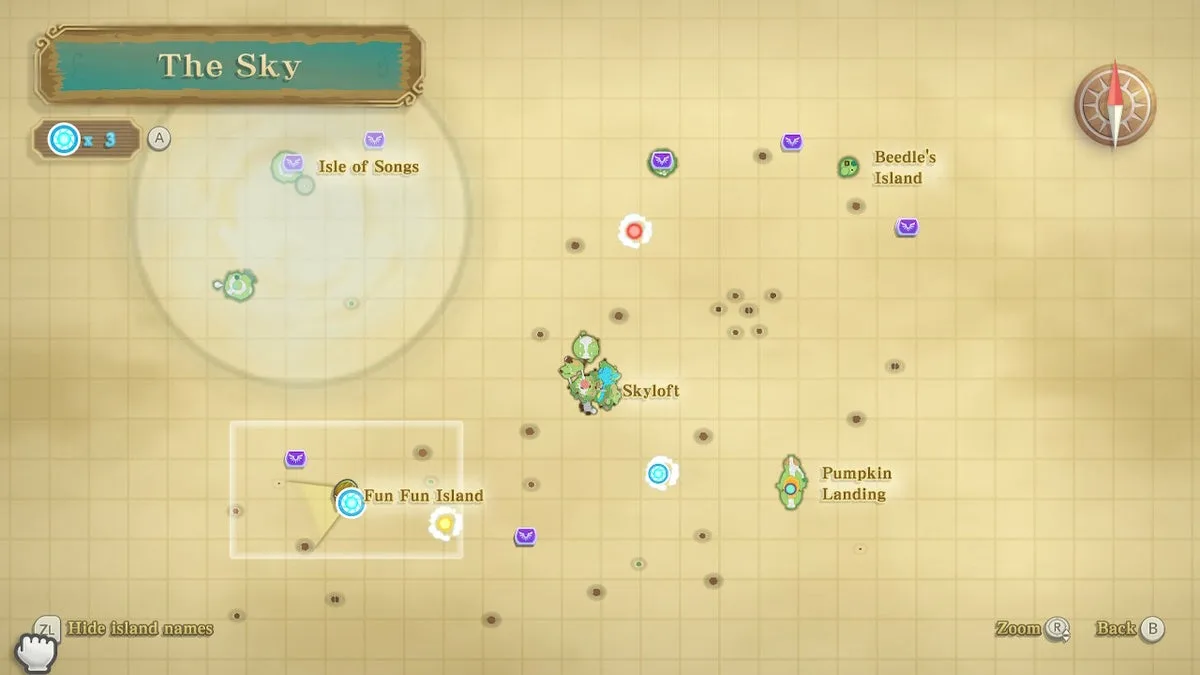 The Sky
x 3 A
Isle of Songs
Beedle's
Island
Skyloft
Pumpkin
Landing
Fun Fun Island
ZL Hide island names
Zoom R
Back B